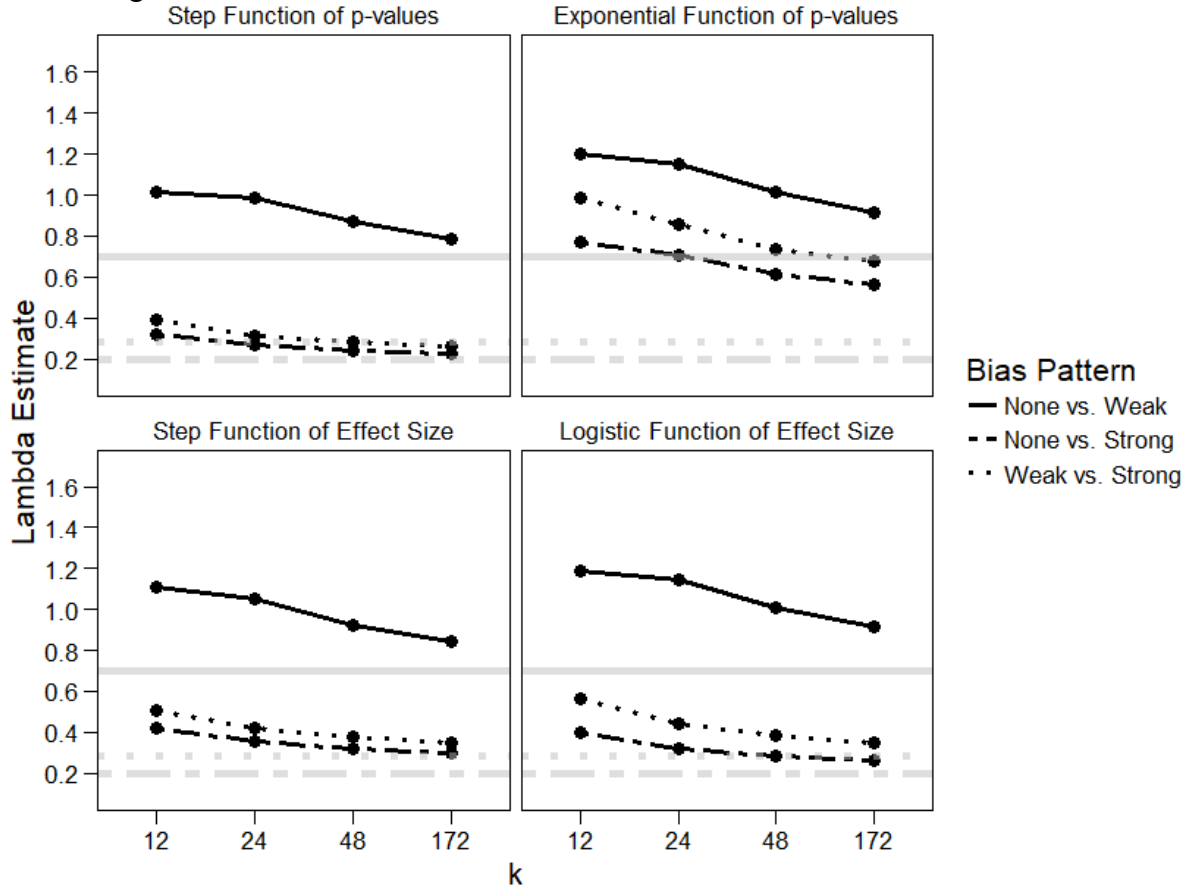 Step Function of p-values
Exponential Function of p-values
1.6
1.4
1.2
1.0
0.8
0.6
0.4
0.2
Step Function of Effect Size
Logistic Function of Effect Size
1.6
1.4
1.2
1.0
0.8
0.6
0.4
0.2
12 24 48 172
12 24 48 172
Lambda Estimate
k
Bias Pattern
None vs. Weak
None vs. Strong
Weak vs. Strong